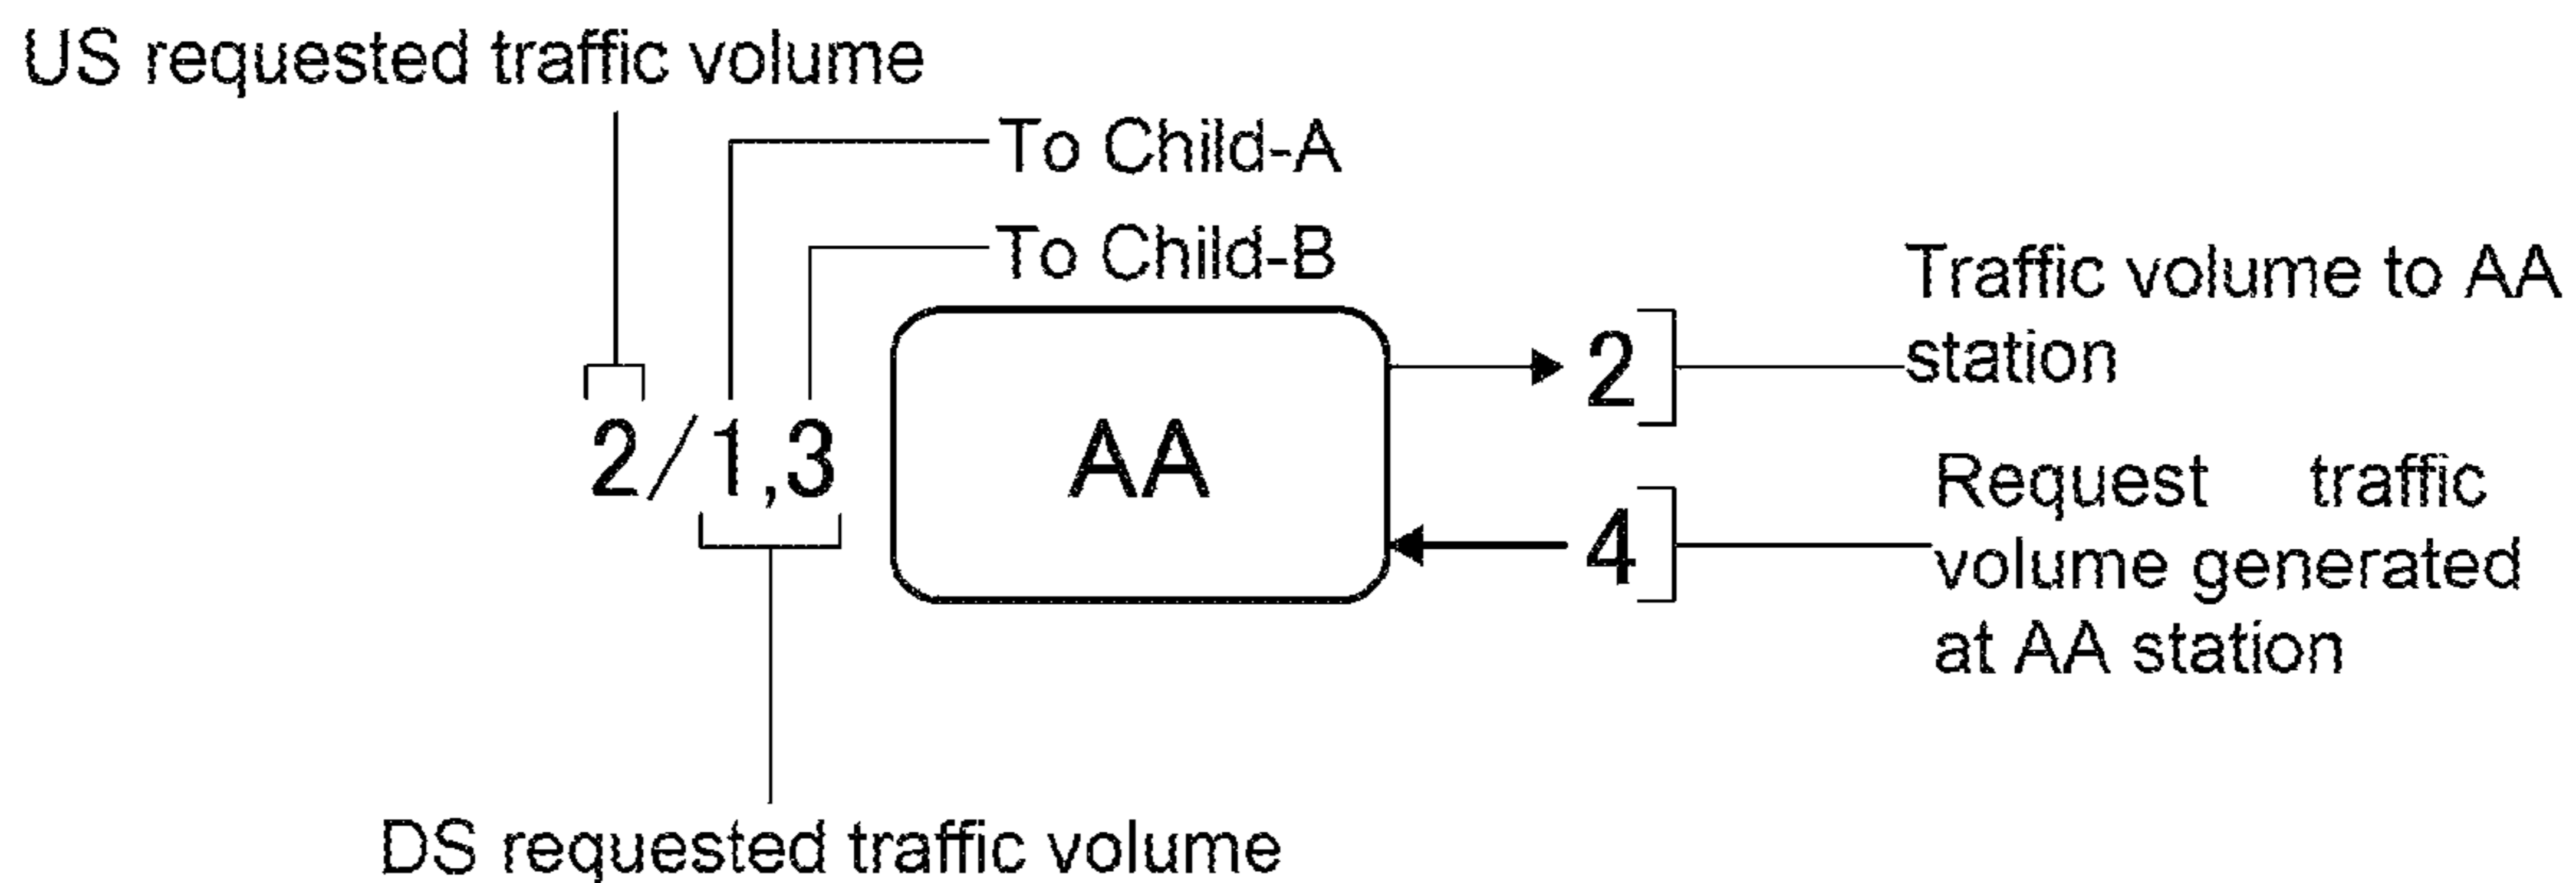 US requested traffic volume
To Child-A
To Child-B
Traffic volume to AA
station
2/1,3
AA
2
4
Request traffic
volume generated
at AA station
DS requested traffic volume